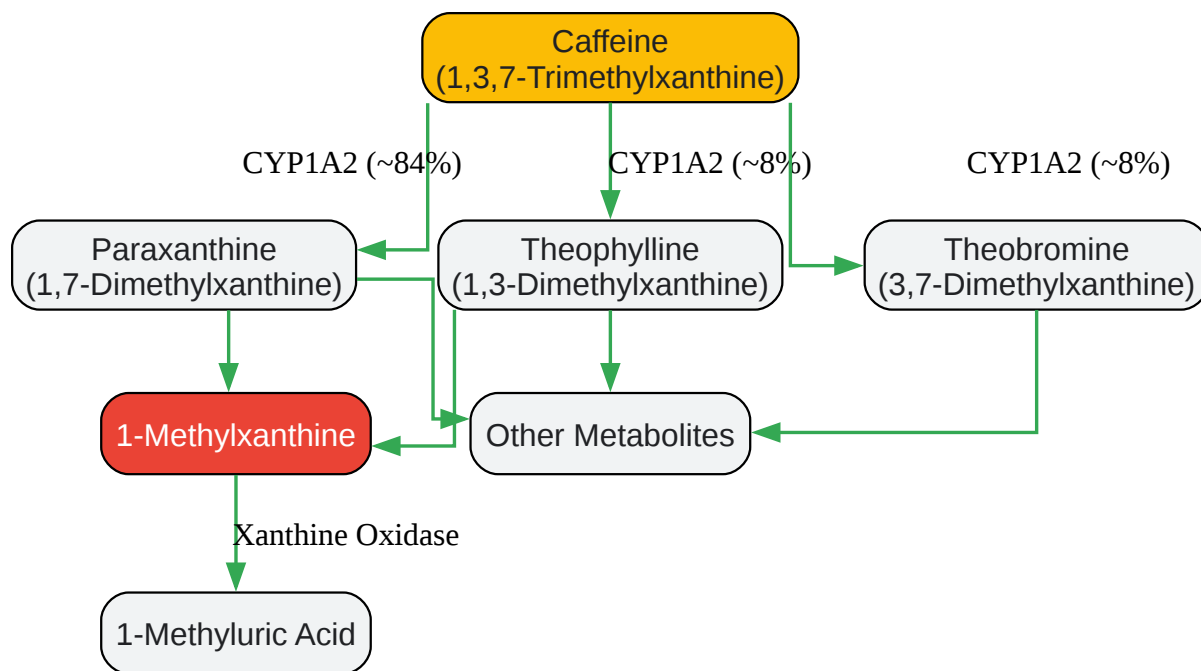 Caffeine
(1,3,7-Trimethylxanthine)
CYP1A2 (~84%)
CYP1A2 (~8%)
CYP1A2 (~8%)
Paraxanthine
(1,7-Dimethylxanthine)
Theophylline
(1,3-Dimethylxanthine)
Theobromine
(3,7-Dimethylxanthine)
1-Methylxanthine
Other Metabolites
Xanthine Oxidase
1-Methyluric Acid